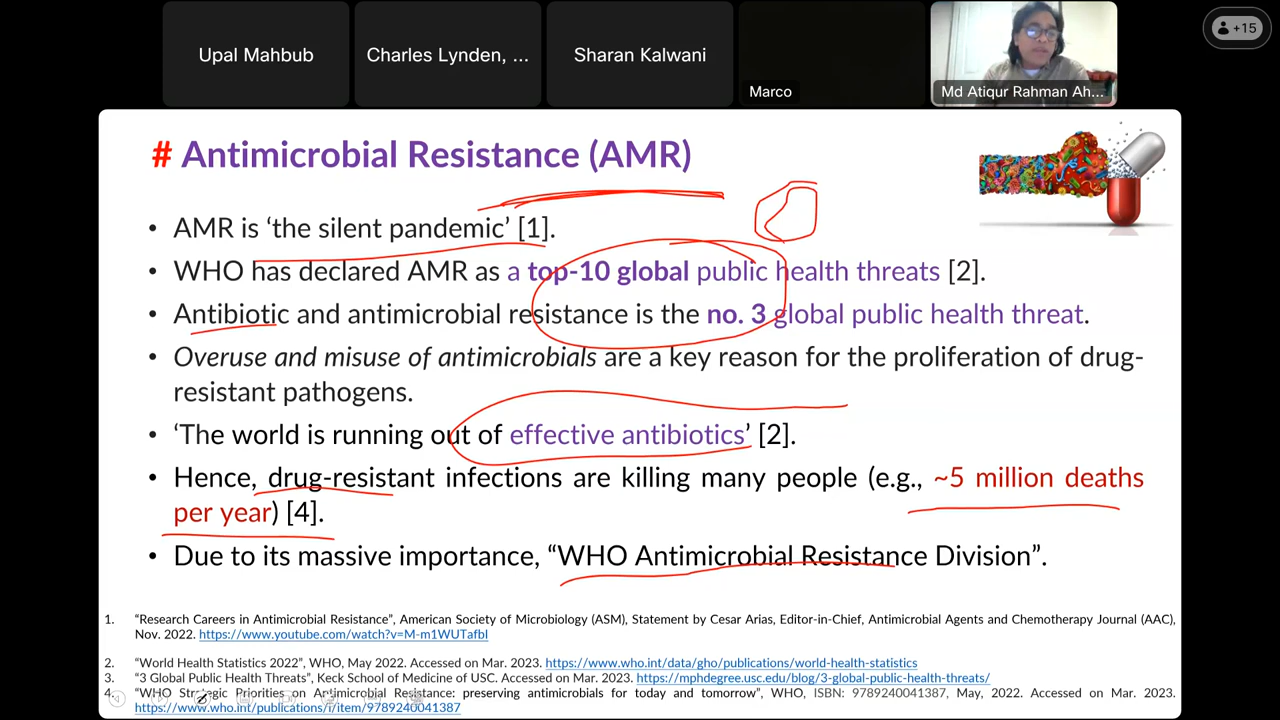 Upal Mahbub
Charles Lynden, ...
Sharan Kalwani
Marco
Md Atiqur Rahman Ah...
+15
# Antimicrobial Resistance (AMR)
• AMR is ‘the silent pandemic’ [1].
• WHO has declared AMR as a top-10 global public health threats [2].
• Antibiotic and antimicrobial resistance is the no. 3 global public health threat.
• Overuse and misuse of antimicrobials are a key reason for the proliferation of drug-
resistant pathogens.
• ‘The world is running out of effective antibiotics’ [2].
• Hence, drug-resistant infections are killing many people (e.g., ~5 million deaths
per year) [4].
• Due to its massive importance, “WHO Antimicrobial Resistance Division”.
1. “Research Careers in Antimicrobial Resistance”, American Society of Microbiology (ASM), Statement by Cesar Arias, Editor-in-Chief, Antimicrobial Agents and Chemotherapy Journal (AAC),
Nov. 2022. https://www.youtube.com/watch?v=M-m1WUTafbI
2. “World Health Statistics 2022”, WHO, May 2022. Accessed on Mar. 2023. https://www.who.int/data/gho/publications/world-health-statistics
3. “3 Global Public Health Threats”, Keck School of Medicine of USC. Accessed on Mar. 2023. https://mphdegree.usc.edu/blog/3-global-public-health-threats/
4. “WHO Strategic Priorities on Antimicrobial Resistance: preserving antimicrobials for today and tomorrow”, WHO, ISBN: 9789240041387, May, 2022. Accessed on Mar. 2023.
https://www.who.int/publications/i/item/9789240041387